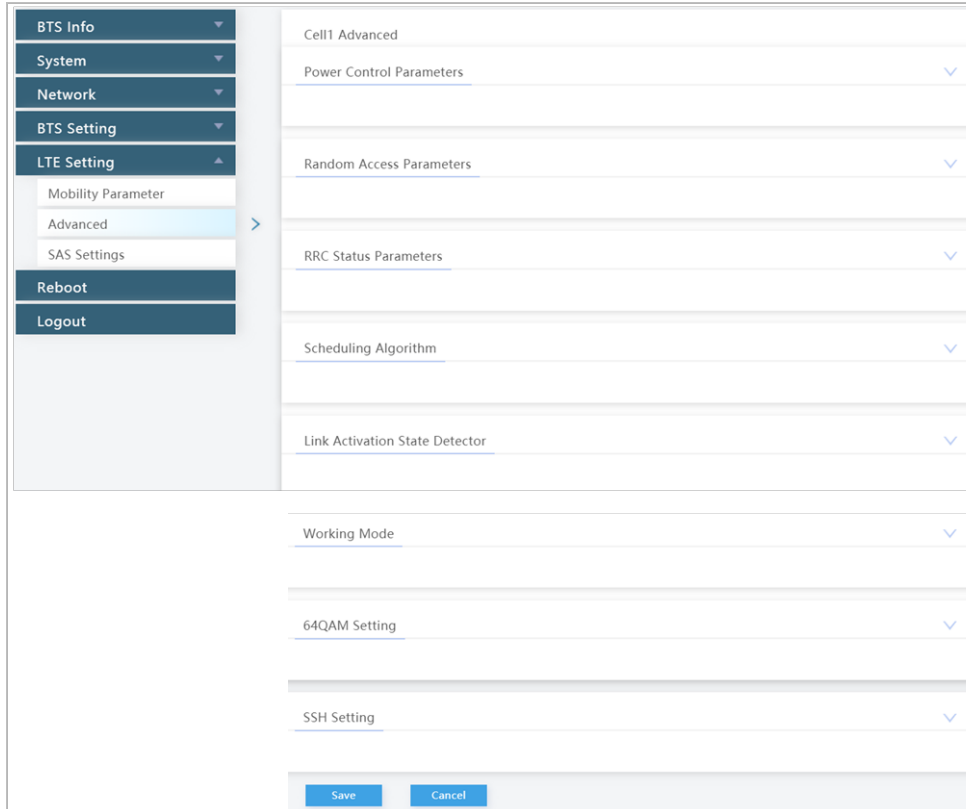 BTS Info
System
Network
BTS Setting
LTE Setting
Mobility Parameter
Advanced
SAS Settings
Reboot
Logout
Cell1 Advanced
Power Control Parameters
Random Access Parameters
RRC Status Parameters
Scheduling Algorithm
Link Activation State Detector
Working Mode
64QAM Setting
SSH Setting
Save Cancel